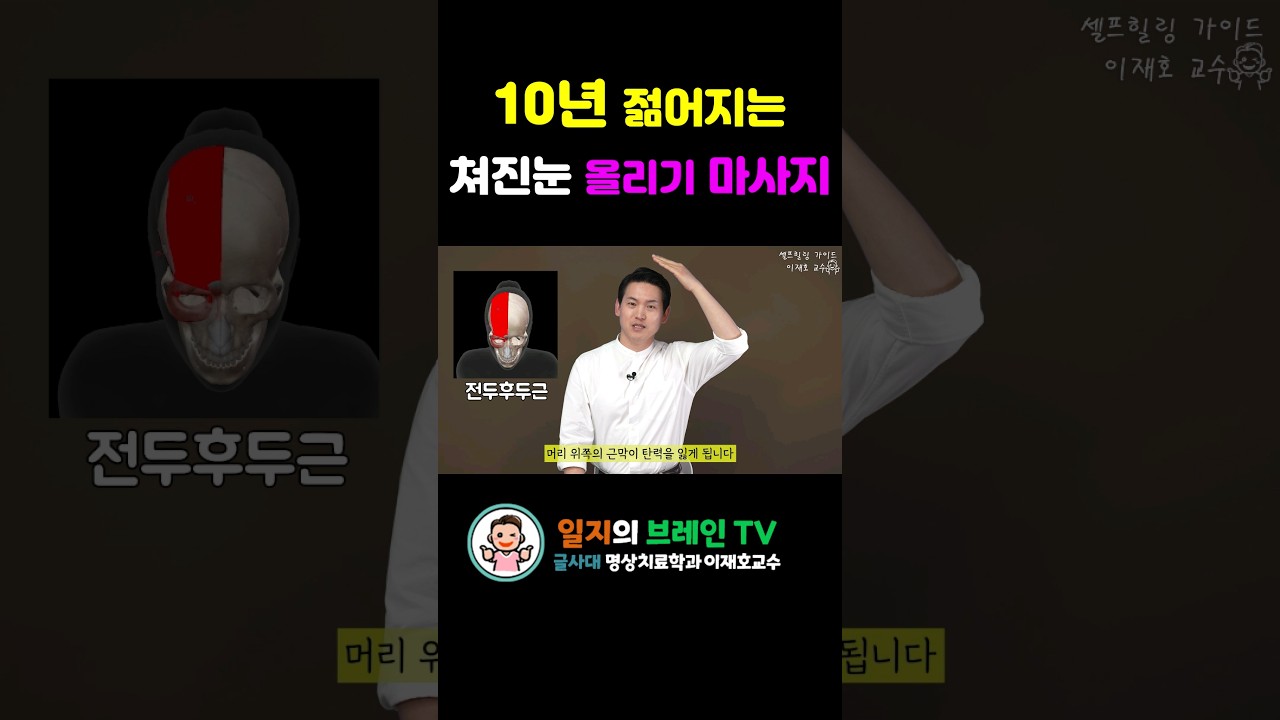 셀프힐링 가이드
이재호 교수
10년 젊어지는
쳐진눈 올리기 마사지
셀프힐링 가이드
이재호 교수
전두후두근
전두후두근
머리 위쪽의 근막이 탄력을 잃게 됩니다
일지의 브레인 TV
글사대 명상치료학과 이재호교수
머리 위
됩니다